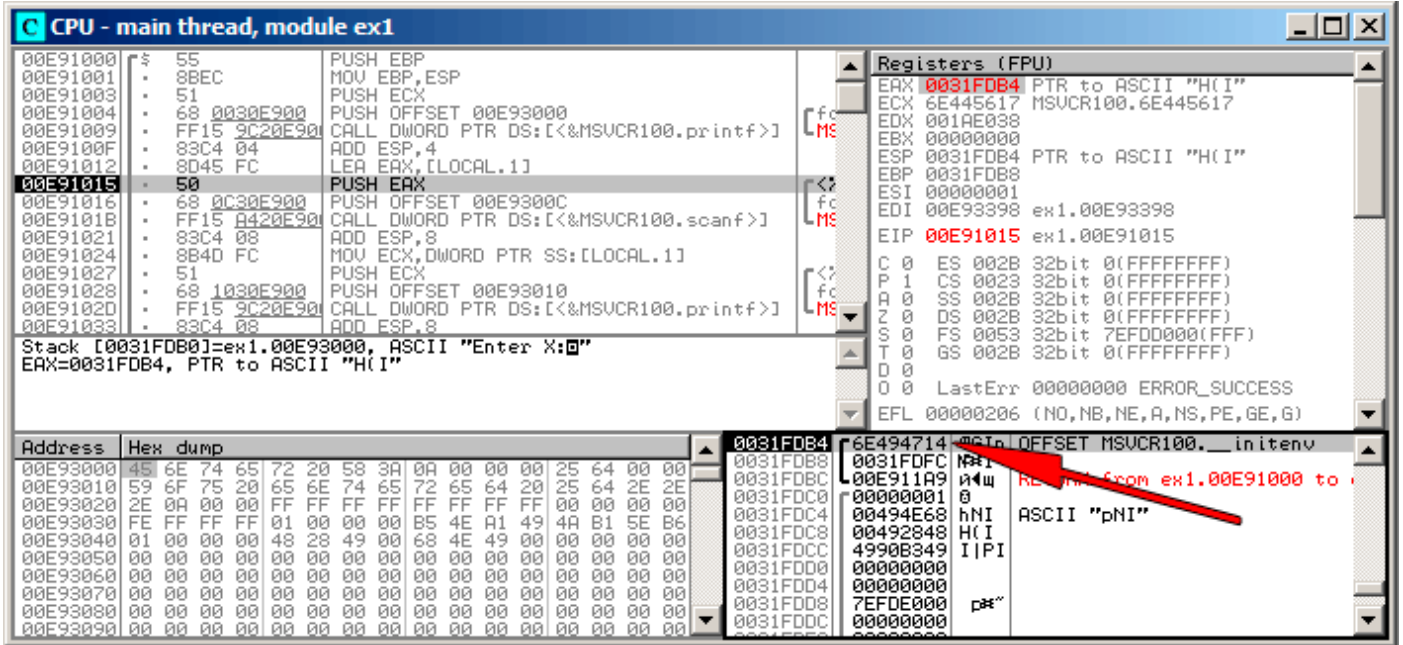 CPU - main thread, module ex1
00E91000 $ 55 PUSH EBP
00E91001 . 8BEC MOV EBP,ESP
00E91003 . 51 PUSH ECX
00E91004 . 68 0030E900 PUSH OFFSET 00E93000
00E91009 . FF15 9C20E90 CALL DWORD PTR DS:[<&MSVCR100.printf>] MS
00E9100F . 83C4 04 ADD ESP,4
00E91012 . 8D45 FC LEA EAX,[LOCAL.1]
00E91015 . 50 PUSH EAX
00E91016 . 68 0C30E900 PUSH OFFSET 00E9300C
00E9101B . FF15 A420E90 CALL DWORD PTR DS:[<&MSVCR100.scanf>] MS
00E91021 . 83C4 08 ADD ESP,8
00E91024 . 8B4D FC MOV ECX,DWORD PTR SS:[LOCAL.1]
00E91027 . 51 PUSH ECX
00E91028 . 68 1030E900 PUSH OFFSET 00E93010
00E9102D . FF15 9C20E90 CALL DWORD PTR DS:[<&MSVCR100.printf>] MS
00E91033 . 83C4 08 ADD ESP,8
Stack [0031FDB0]=ex1.00E93000, ASCII "Enter X:◙"
EAX=0031FDB4, PTR to ASCII "H(I"
Registers (FPU)
EAX 0031FDB4 PTR to ASCII "H(I"
ECX 6E445617 MSVCR100.6E445617
EDX 001AE038
EBX 00000000
ESP 0031FDB4 PTR to ASCII "H(I"
EBP 0031FDB8
ESI 00000001
EDI 00E93398 ex1.00E93398
EIP 00E91015 ex1.00E91015
C 0 ES 002B 32bit 0(FFFFFFFF)
P 1 CS 0023 32bit 0(FFFFFFFF)
A 0 SS 002B 32bit 0(FFFFFFFF)
Z 0 DS 002B 32bit 0(FFFFFFFF)
S 0 FS 0053 32bit 7EFDD000(FFF)
T 0 GS 002B 32bit 0(FFFFFFFF)
D 0
O 0 LastErr 00000000 ERROR_SUCCESS
EFL 00000206 (NO,NB,NE,A,NS,PE,GE,G)
Address Hex dump
00E93000 45 6E 74 65 72 20 58 3A 0A 00 00 00 25 64 00 00
00E93010 59 6F 75 20 65 6E 74 65 72 65 64 20 25 64 2E 2E
00E93020 2E 0A 00 00 FF FF FF FF FF FF FF FF 00 00 00 00
00E93030 FE FF FF FF 01 00 00 00 B5 4E A1 49 4A B1 5E B6
00E93040 01 00 00 00 48 28 49 00 68 4E 49 00 00 00 00 00
00E93050 00 00 00 00 00 00 00 00 00 00 00 00 00 00 00 00
00E93060 00 00 00 00 00 00 00 00 00 00 00 00 00 00 00 00
00E93070 00 00 00 00 00 00 00 00 00 00 00 00 00 00 00 00
00E93080 00 00 00 00 00 00 00 00 00 00 00 00 00 00 00 00
00E93090 00 00 00 00 00 00 00 00 00 00 00 00 00 00 00 00
0031FDB4 6E494714 OFFSET MSVCR100.__initenv
0031FDB8 0031FDFC
0031FDBC 00E911A9 from ex1.00E91000 to
0031FDC0 00000001
0031FDC4 00494E68 hNI ASCII "pNI"
0031FDC8 00492848 H(I
0031FDCC 4990B349
0031FDD0 00000000
0031FDD4 00000000
0031FDD8 7EFDE000
0031FDDC 00000000